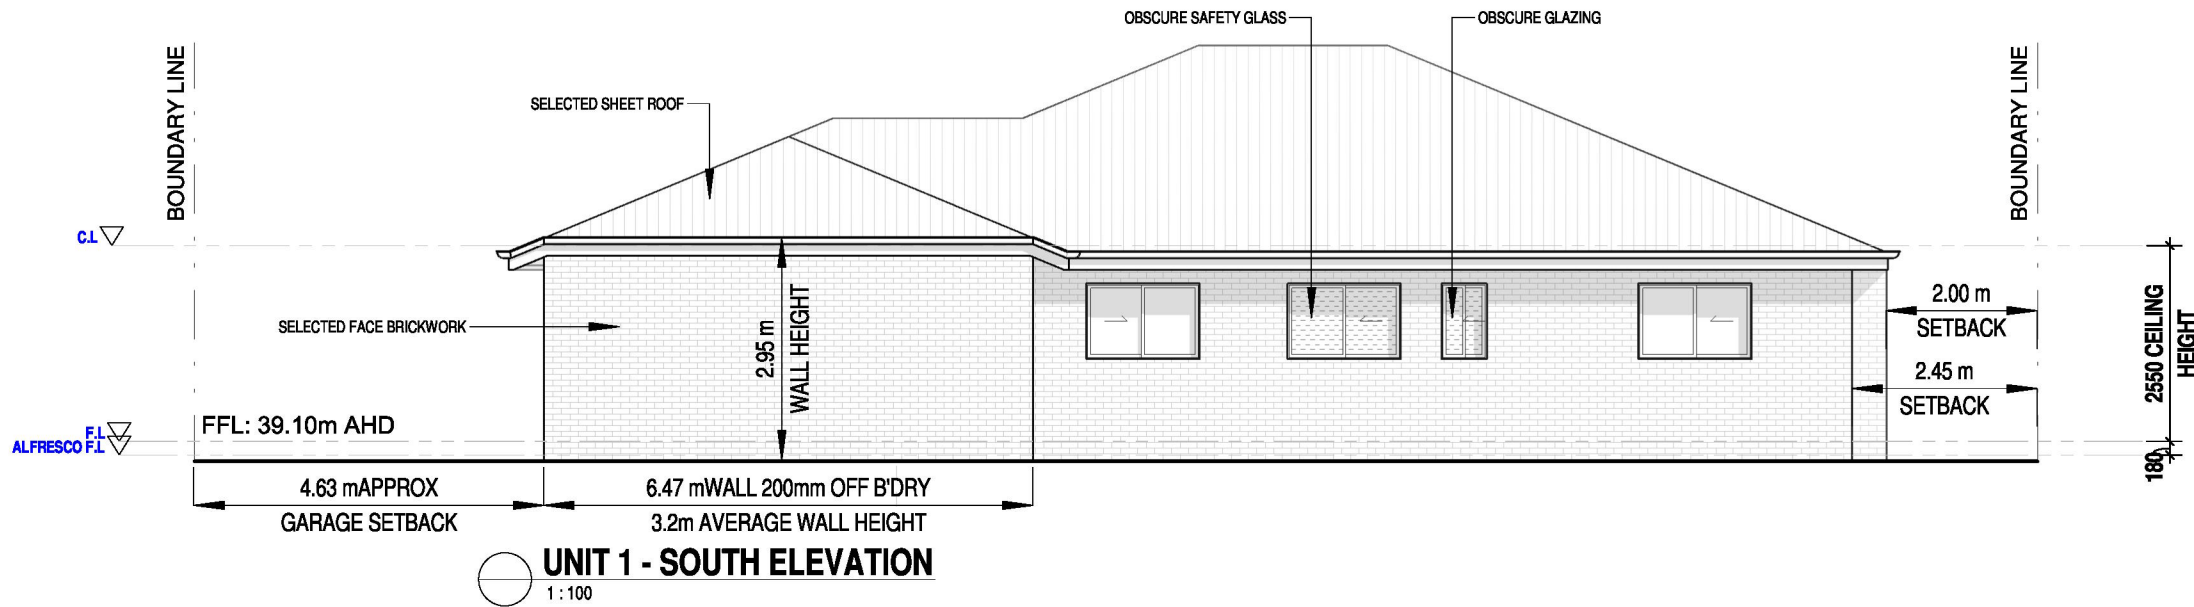 OBSCURE SAFETY GLASS
OBSCURE GLAZING
BOUNDARY LINE
BOUNDARY LINE
SELECTED SHEET ROOF
C.L
SELECTED FACE BRICKWORK
2.95 m
WALL HEIGHT
2.00 m
SETBACK
2.45 m
SETBACK
2550 CEILING
HEIGHT
FFL: 39.10m AHD
F.L
ALFRESCO F.L
180
4.63 mAPPROX
GARAGE SETBACK
6.47 mWALL 200mm OFF B'DRY
3.2m AVERAGE WALL HEIGHT
UNIT 1 - SOUTH ELEVATION
1 : 100